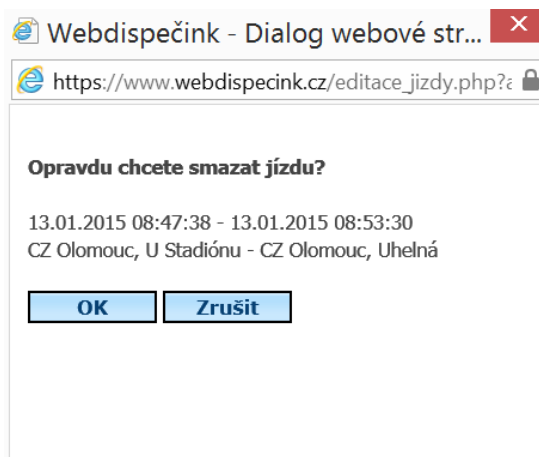 Webdispečink - Dialog webové str...
https://www.webdispecink.cz/editace_jizdy.php?a
Opravdu chcete smazat jízdu?
13.01.2015 08:47:38 - 13.01.2015 08:53:30
CZ Olomouc, U Stadiónu - CZ Olomouc, Uhelná
OK Zrušit